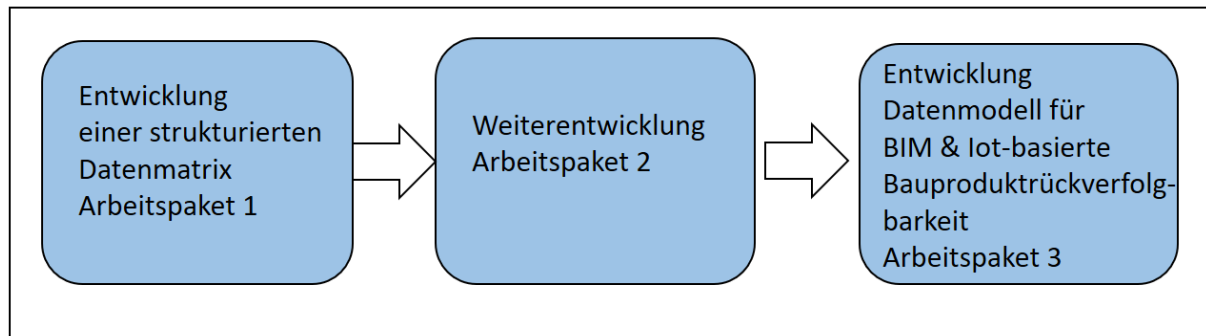 Entwicklung
einer strukturierten
Datenmatrix
Arbeitspaket 1
Weiterentwicklung
Arbeitspaket 2
Entwicklung
Datenmodell für
BIM & Iot-basierte
Bauproduktrückverfolg-
barkeit
Arbeitspaket 3